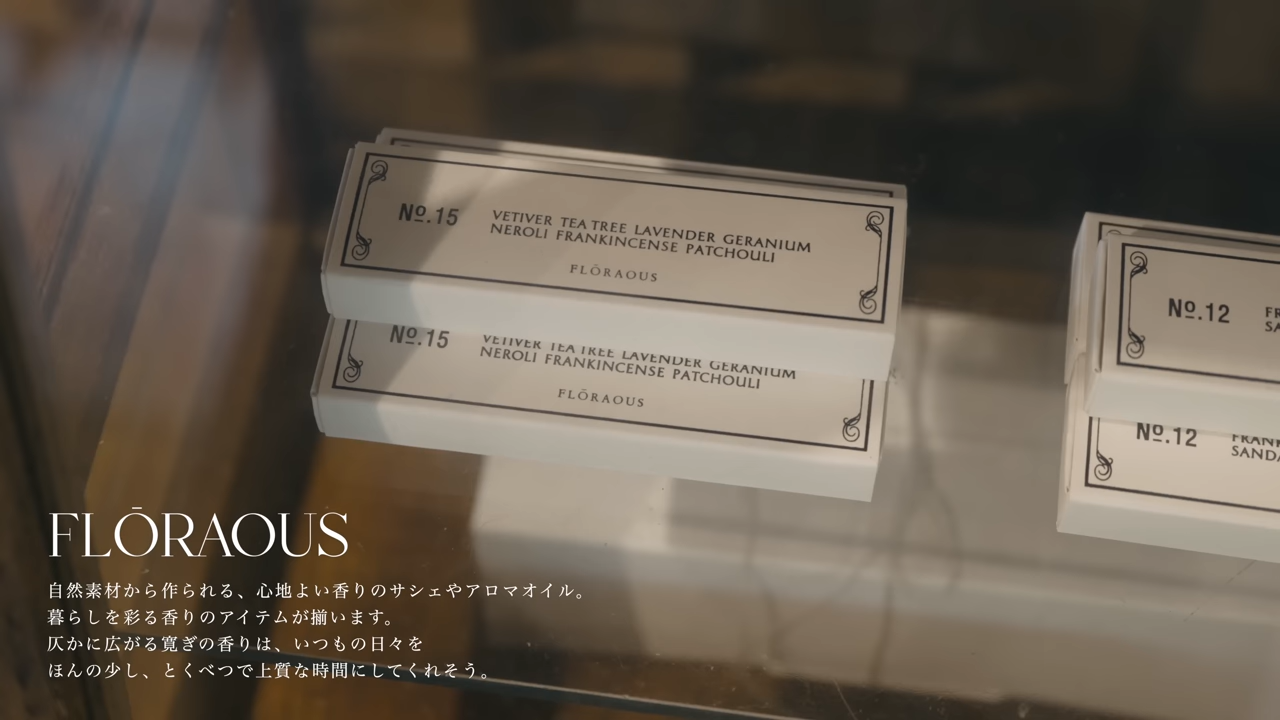 No.15
VETIVER TEA TREE LAVENDER GERANIUM
NEROLI FRANKINCENSE PATCHOULI
FLŌRAOUS
No.15
VETIVER TEA TREE LAVENDER GERANIUM
NEROLI FRANKINCENSE PATCHOULI
FLŌRAOUS
No.12
No.12
FLŌRAOUS
自然素材から作られる、心地よい香りのサシェやアロマオイル。
暮らしを彩る香りのアイテムが揃います。
仄かに広がる寛ぎの香りは、いつもの日々を
ほんの少し、とくべつで上質な時間にしてくれそう。